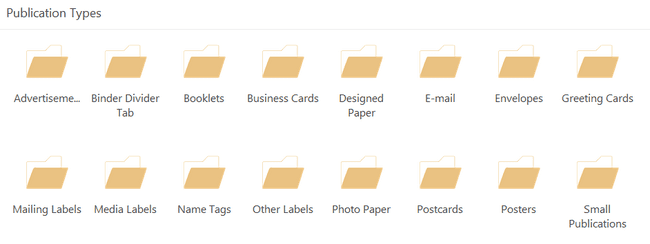 Publication Types
Advertiseme... Binder Divider Booklets Business Cards Designed E-mail Envelopes Greeting Cards
Tab Paper
Mailing Labels Media Labels Name Tags Other Labels Photo Paper Postcards Posters Small
Publications